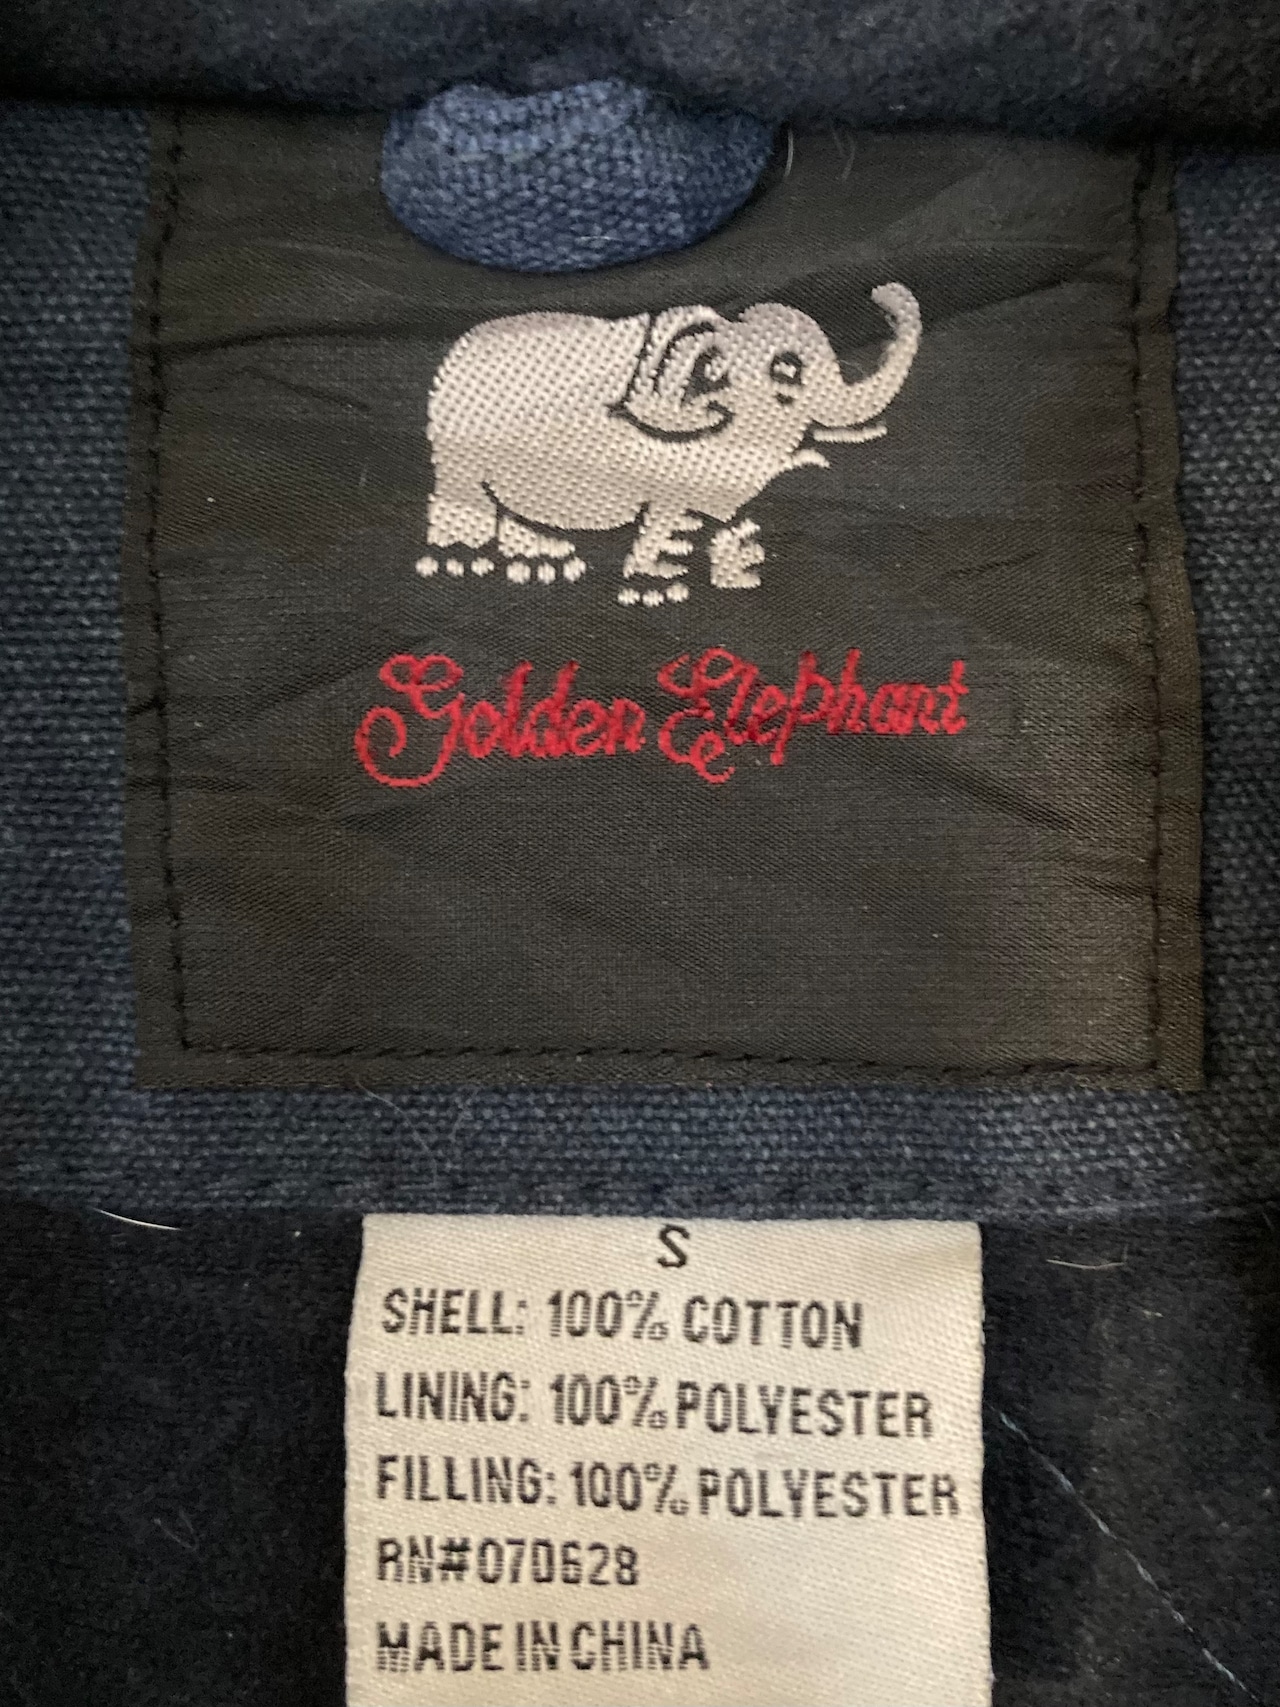 Golden Elephant
S
SHELL: 100% COTTON
LINING: 100% POLYESTER
FILLING: 100% POLYESTER
RN#070628
MADE IN CHINA